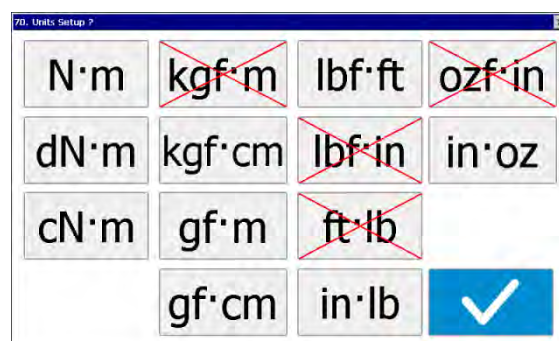 70. Units Setup ?
N·m kgf·m lbf·ft ozf·in
dN·m kgf·cm lbf·in in·oz
cN·m gf·m ft·lb
gf·cm in·lb